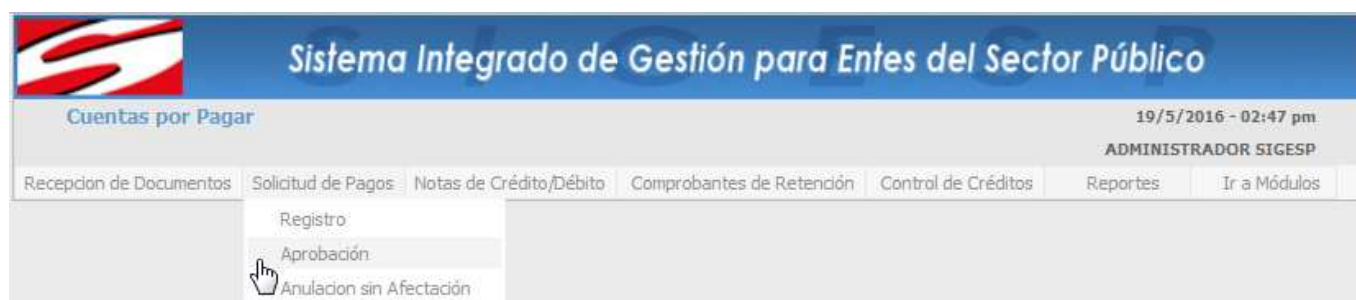 Sistema Integrado de Gestión para Entes del Sector Público
Cuentas por Pagar
19/5/2016 - 02:47 pm
ADMINISTRADOR SIGESP
Recepcion de Documentos Solicitud de Pagos Notas de Crédito/Débito Comprobantes de Retención Control de Créditos Reportes Ir a Módulos
Registro
Aprobación
Anulacion sin Afectación